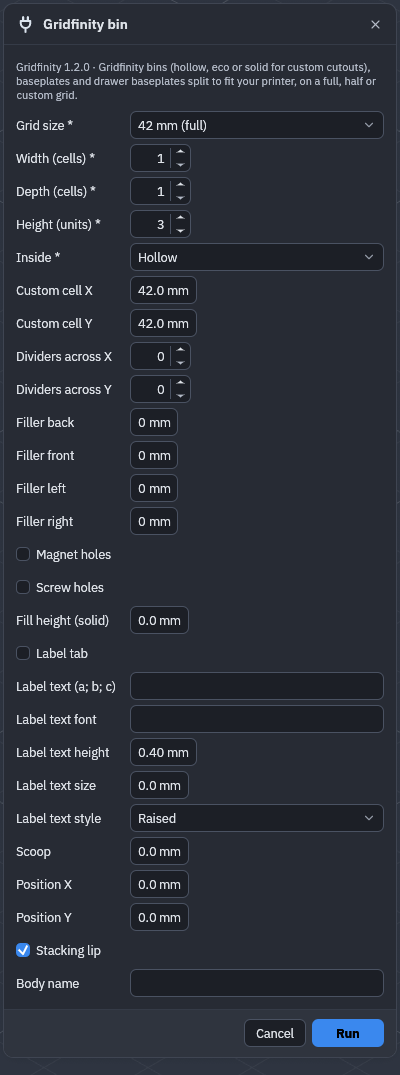 Gridfinity bin
Gridfinity 1.2.0 · Gridfinity bins (hollow, eco or solid for custom cutouts),
baseplates and drawer baseplates split to fit your printer, on a full, half or
custom grid.
Grid size * 42 mm (full)
Width (cells) * 1
Depth (cells) * 1
Height (units) * 3
Inside * Hollow
Custom cell X 42.0 mm
Custom cell Y 42.0 mm
Dividers across X 0
Dividers across Y 0
Filler back 0 mm
Filler front 0 mm
Filler left 0 mm
Filler right 0 mm
Magnet holes
Screw holes
Fill height (solid) 0.0 mm
Label tab
Label text (a; b; c)
Label text font
Label text height 0.40 mm
Label text size 0.0 mm
Label text style Raised
Scoop 0.0 mm
Position X 0.0 mm
Position Y 0.0 mm
Stacking lip
Body name
Cancel Run